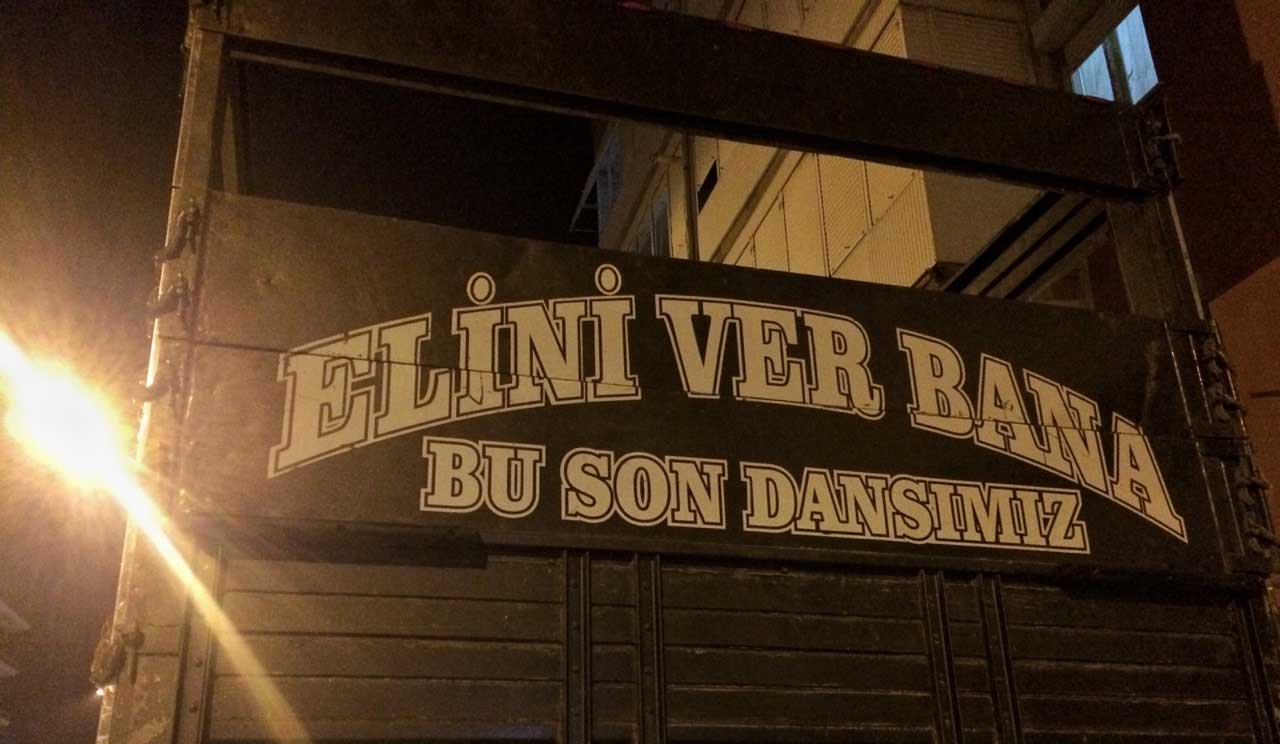 ELİNİ VER BANA
BU SON DANSIMIZ